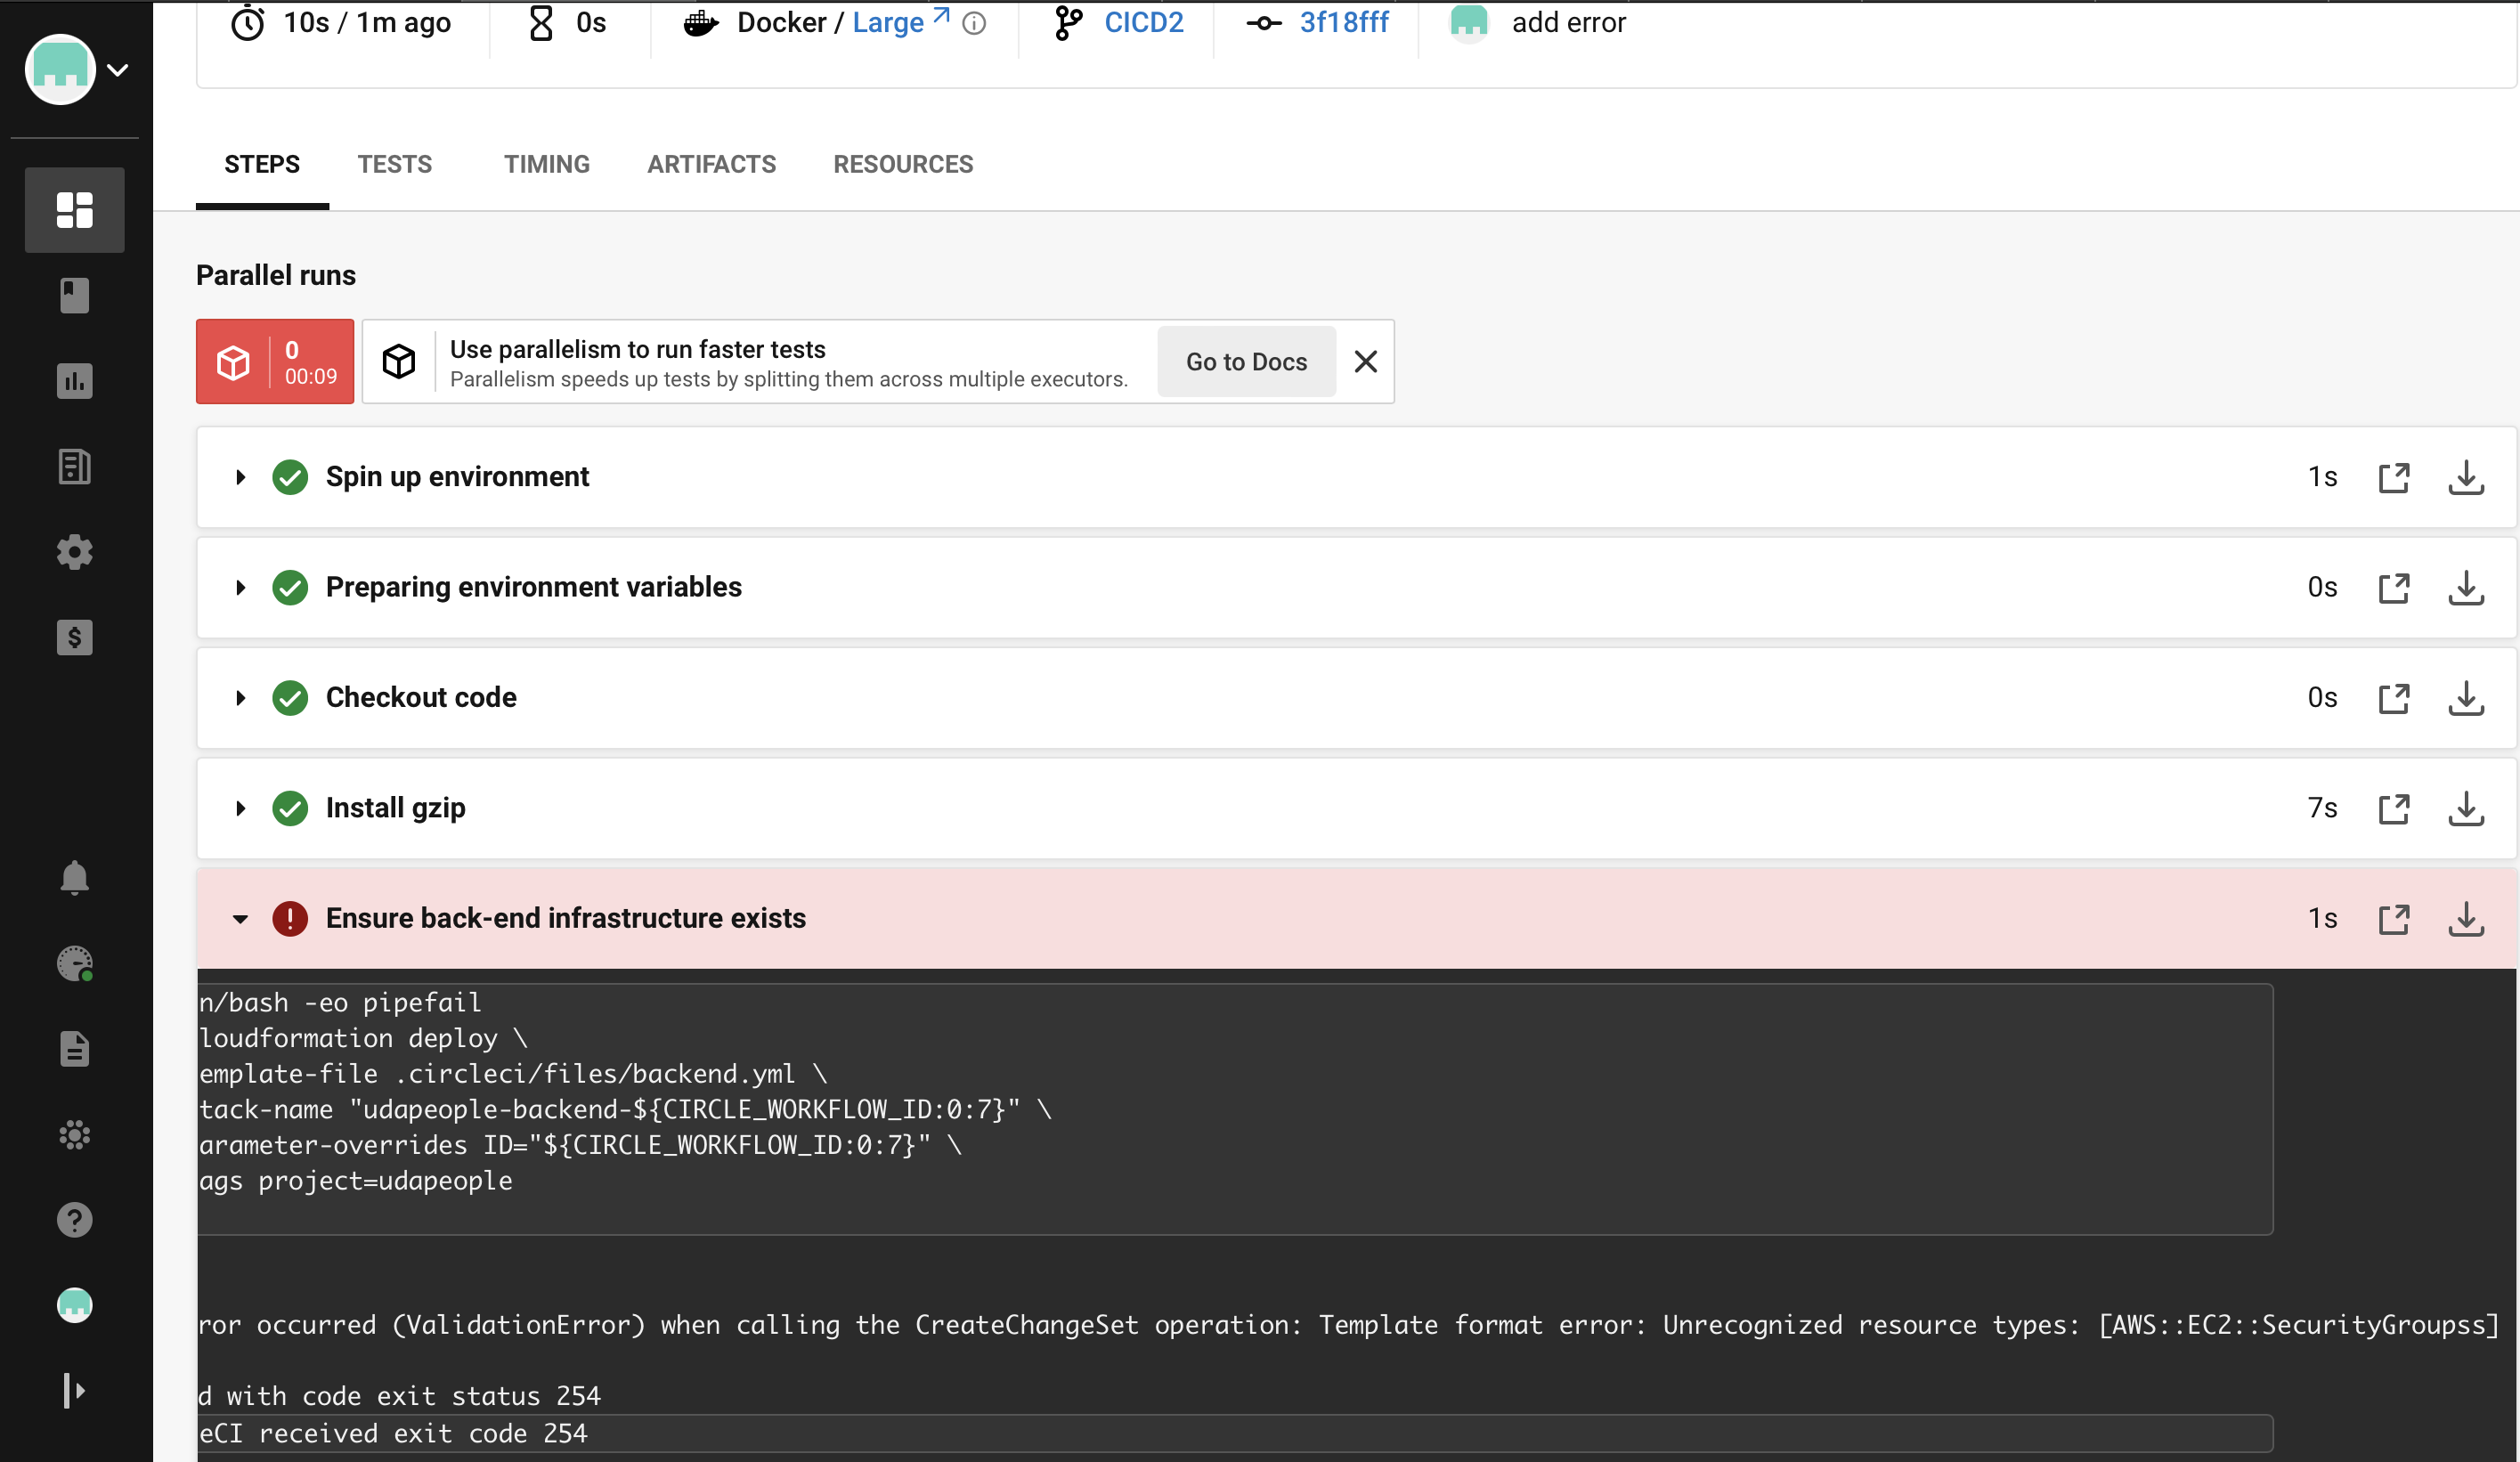 10s / 1m ago 0s Docker / Large CICD2 3f18fff add error
STEPS TESTS TIMING ARTIFACTS RESOURCES
Parallel runs
0
00:09
Use parallelism to run faster tests
Parallelism speeds up tests by splitting them across multiple executors.
Go to Docs
Spin up environment 1s
Preparing environment variables 0s
Checkout code 0s
Install gzip 7s
Ensure back-end infrastructure exists 1s
n/bash -eo pipefail
loudformation deploy \
emplate-file .circleci/files/backend.yml \
tack-name "udapeople-backend-${CIRCLE_WORKFLOW_ID:0:7}" \
arameter-overrides ID="${CIRCLE_WORKFLOW_ID:0:7}" \
ags project=udapeople
ror occurred (ValidationError) when calling the CreateChangeSet operation: Template format error: Unrecognized resource types: [AWS::EC2::SecurityGroupss]
d with code exit status 254
eCI received exit code 254